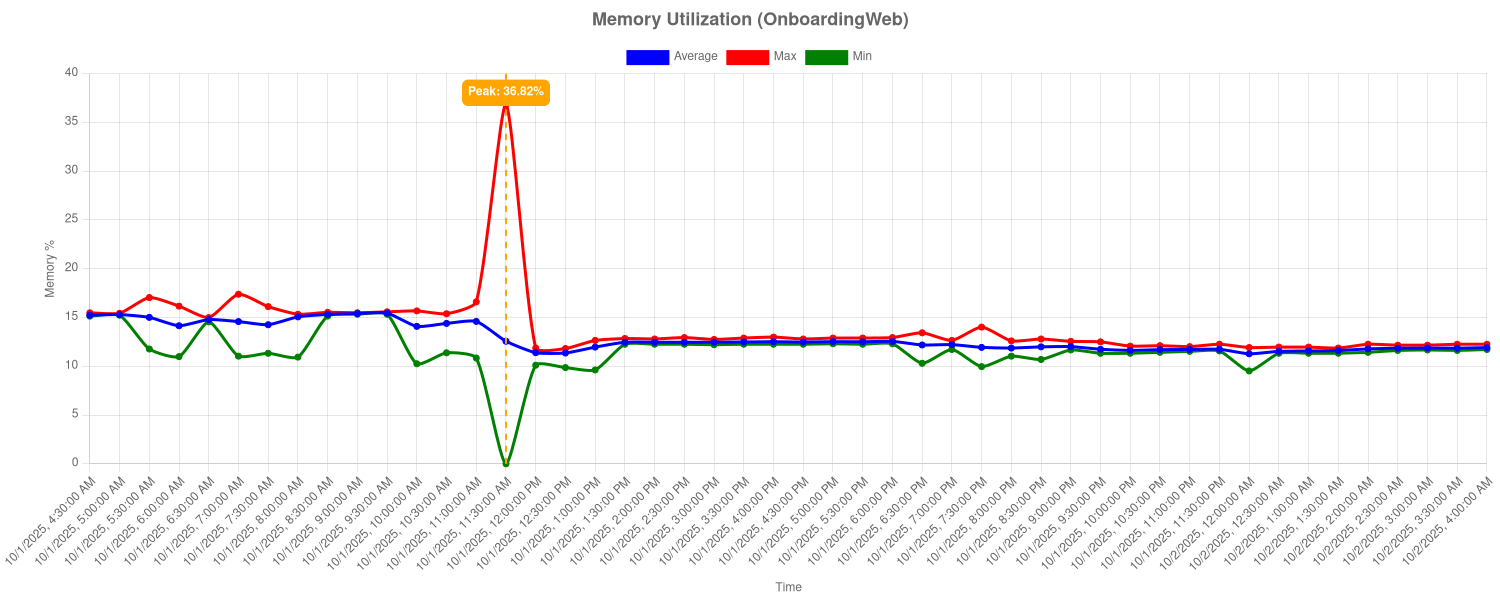 Memory Utilization (OnboardingWeb)
Average Max Min
Peak: 36.82%
40
35
30
25
20
15
10
5
0
Memory %
10/1/2025, 4:30:00 AM
10/1/2025, 5:00:00 AM
10/1/2025, 5:30:00 AM
10/1/2025, 6:00:00 AM
10/1/2025, 6:30:00 AM
10/1/2025, 7:00:00 AM
10/1/2025, 7:30:00 AM
10/1/2025, 8:00:00 AM
10/1/2025, 8:30:00 AM
10/1/2025, 9:00:00 AM
10/1/2025, 9:30:00 AM
10/1/2025, 10:00:00 AM
10/1/2025, 10:30:00 AM
10/1/2025, 11:00:00 AM
10/1/2025, 11:30:00 AM
10/1/2025, 12:00:00 PM
10/1/2025, 12:30:00 PM
10/1/2025, 1:00:00 PM
10/1/2025, 1:30:00 PM
10/1/2025, 2:00:00 PM
10/1/2025, 2:30:00 PM
10/1/2025, 3:00:00 PM
10/1/2025, 3:30:00 PM
10/1/2025, 4:00:00 PM
10/1/2025, 4:30:00 PM
10/1/2025, 5:00:00 PM
10/1/2025, 5:30:00 PM
10/1/2025, 6:00:00 PM
10/1/2025, 6:30:00 PM
10/1/2025, 7:00:00 PM
10/1/2025, 7:30:00 PM
10/1/2025, 8:00:00 PM
10/1/2025, 8:30:00 PM
10/1/2025, 9:00:00 PM
10/1/2025, 9:30:00 PM
10/1/2025, 10:00:00 PM
10/1/2025, 10:30:00 PM
10/1/2025, 11:00:00 PM
10/1/2025, 11:30:00 PM
10/2/2025, 12:00:00 AM
10/2/2025, 12:30:00 AM
10/2/2025, 1:00:00 AM
10/2/2025, 1:30:00 AM
10/2/2025, 2:00:00 AM
10/2/2025, 2:30:00 AM
10/2/2025, 3:00:00 AM
10/2/2025, 3:30:00 AM
10/2/2025, 4:00:00 AM
Time